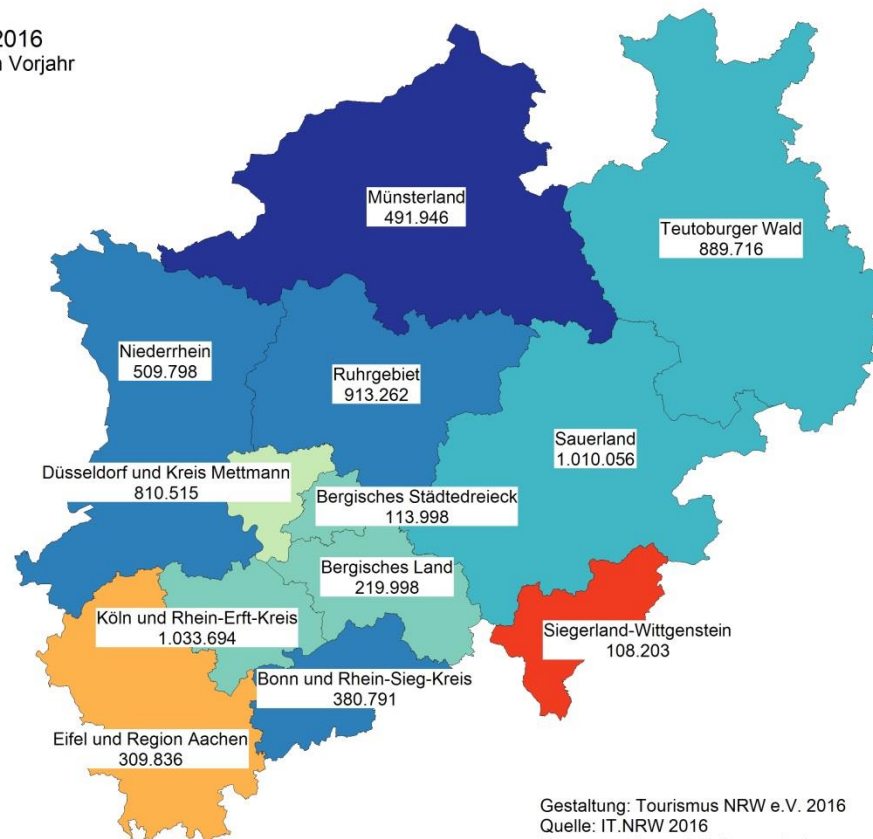 2016
Vorjahr
Münsterland
491.946
Teutoburger Wald
889.716
Niederrhein
509.798
Ruhrgebiet
913.262
Sauerland
1.010.056
Düsseldorf und Kreis Mettmann
810.515
Bergisches Städtedreieck
113.998
Bergisches Land
219.998
Köln und Rhein-Erft-Kreis
1.033.694
Siegerland-Wittgenstein
108.203
Bonn und Rhein-Sieg-Kreis
380.791
Eifel und Region Aachen
309.836
Gestaltung: Tourismus NRW e.V. 2016
Quelle: IT.NRW 2016